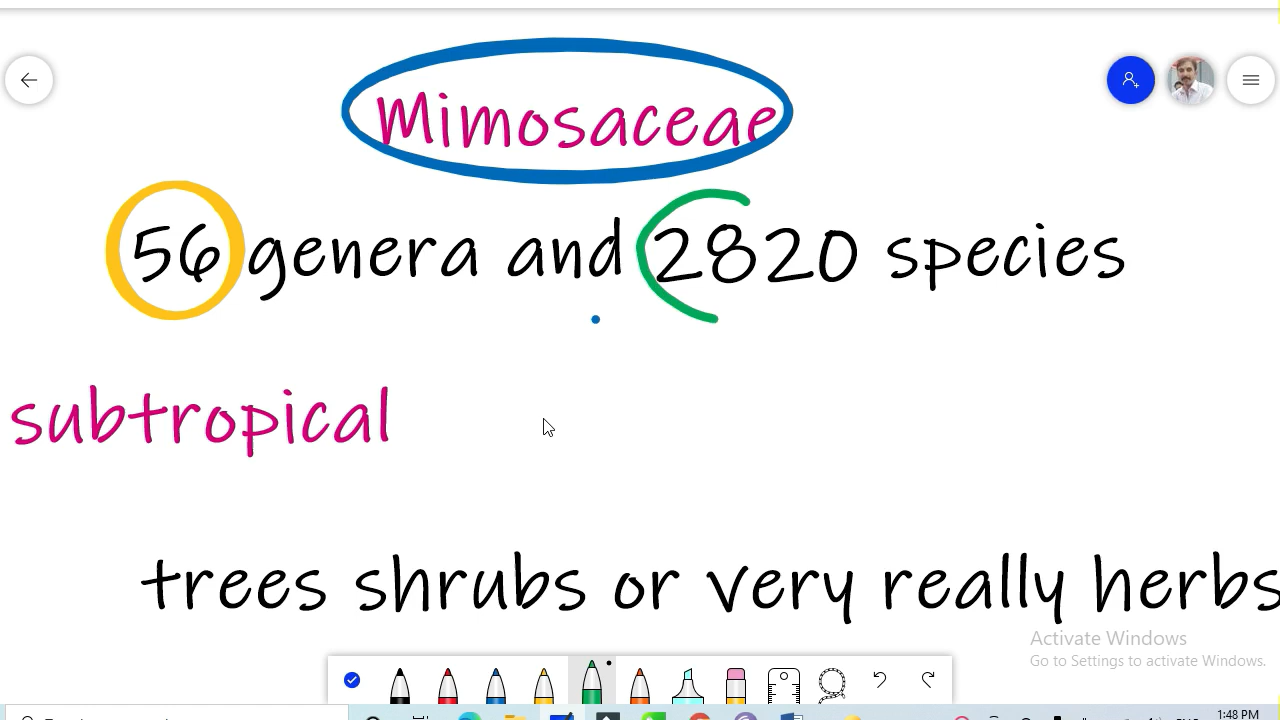 Mimosaceae
56 genera and 2820 species
subtropical
trees shrubs or very really herbs
Activate Windows
Go to Settings to activate Windows.
1:48 PM